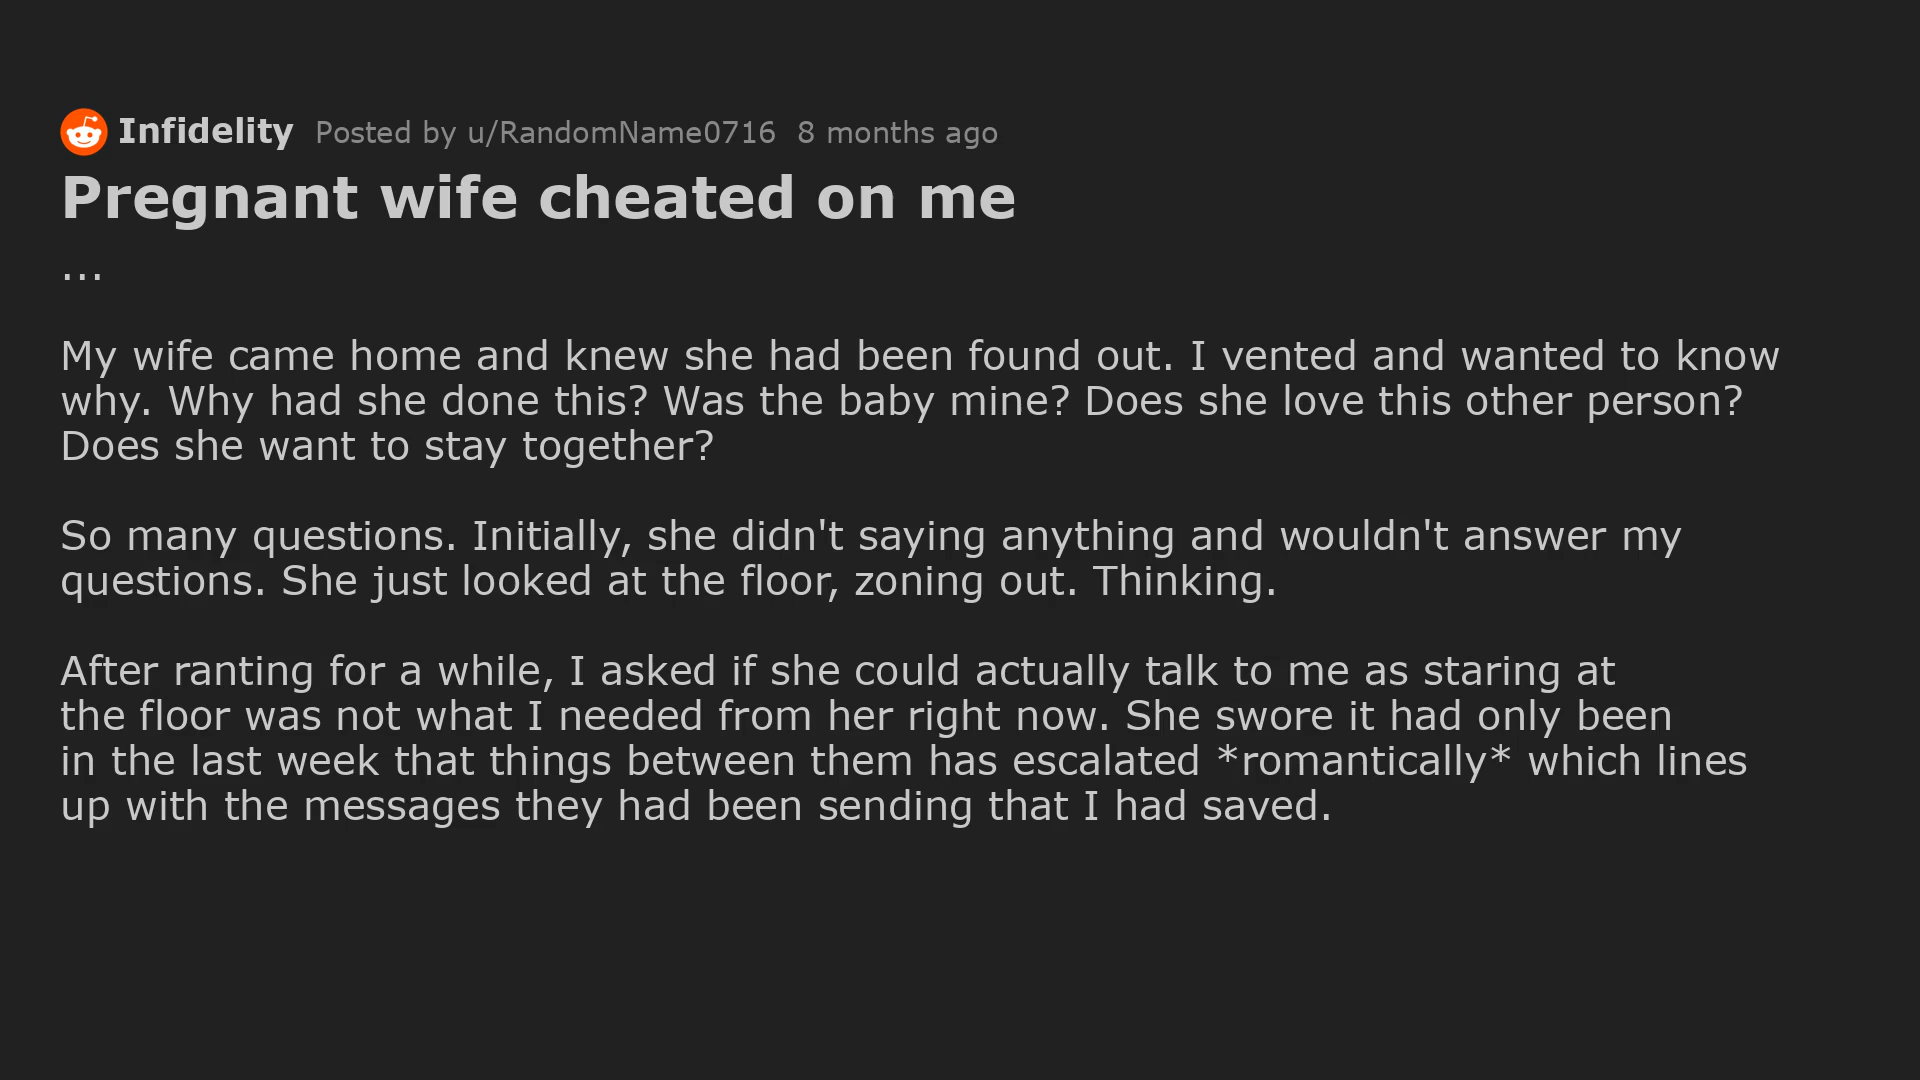 Infidelity Posted by u/RandomName0716 8 months ago
Pregnant wife cheated on me
...
My wife came home and knew she had been found out. I vented and wanted to know
why. Why had she done this? Was the baby mine? Does she love this other person?
Does she want to stay together?
So many questions. Initially, she didn't saying anything and wouldn't answer my
questions. She just looked at the floor, zoning out. Thinking.
After ranting for a while, I asked if she could actually talk to me as staring at
the floor was not what I needed from her right now. She swore it had only been
in the last week that things between them has escalated *romantically* which lines
up with the messages they had been sending that I had saved.